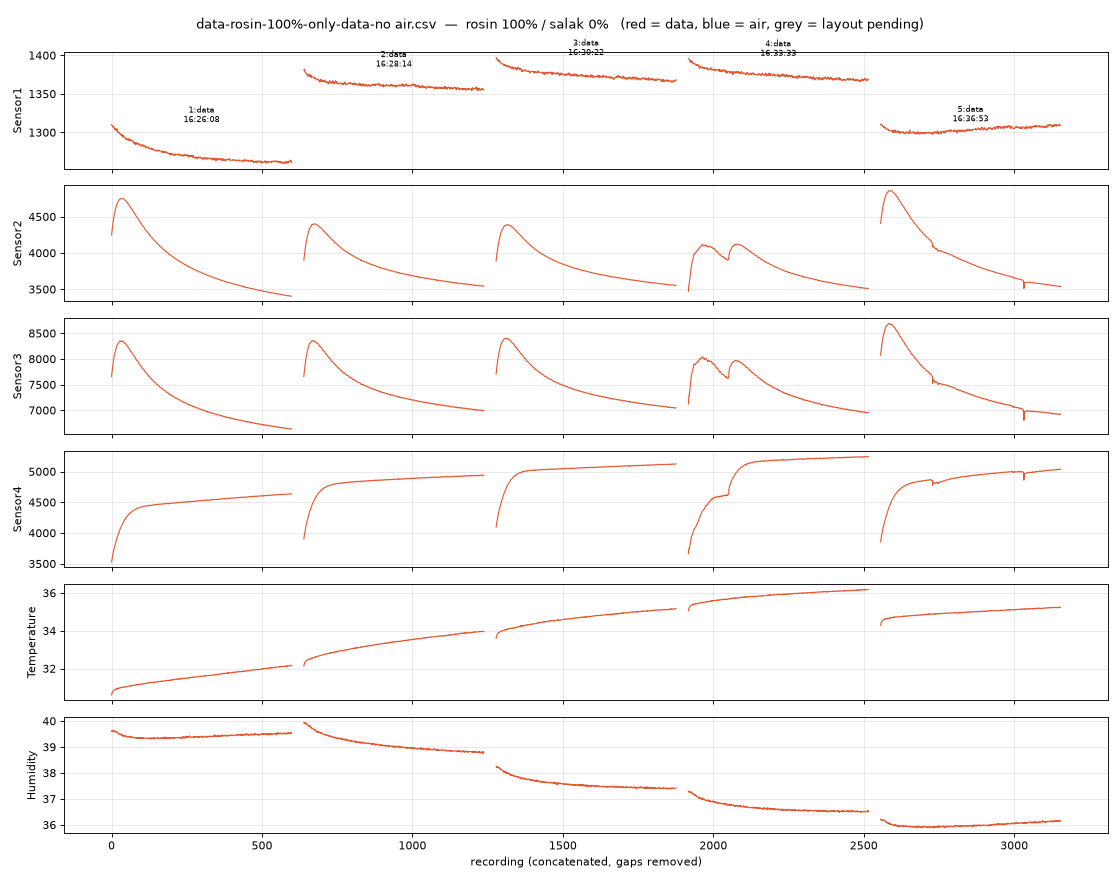 data-rosin-100%-only-data-no air.csv — rosin 100% / salak 0% (red = data, blue = air, grey = layout pending)
1400
1350
1300
Sensor1
1:data
16:26:08
2:data
16:28:14
3:data
16:30:22
4:data
16:33:33
5:data
16:36:53
4500
4000
3500
Sensor2
8500
8000
7500
7000
Sensor3
5000
4500
4000
3500
Sensor4
36
34
32
Temperature
40
39
38
37
36
Humidity
0
500
1000
1500
2000
2500
3000
recording (concatenated, gaps removed)